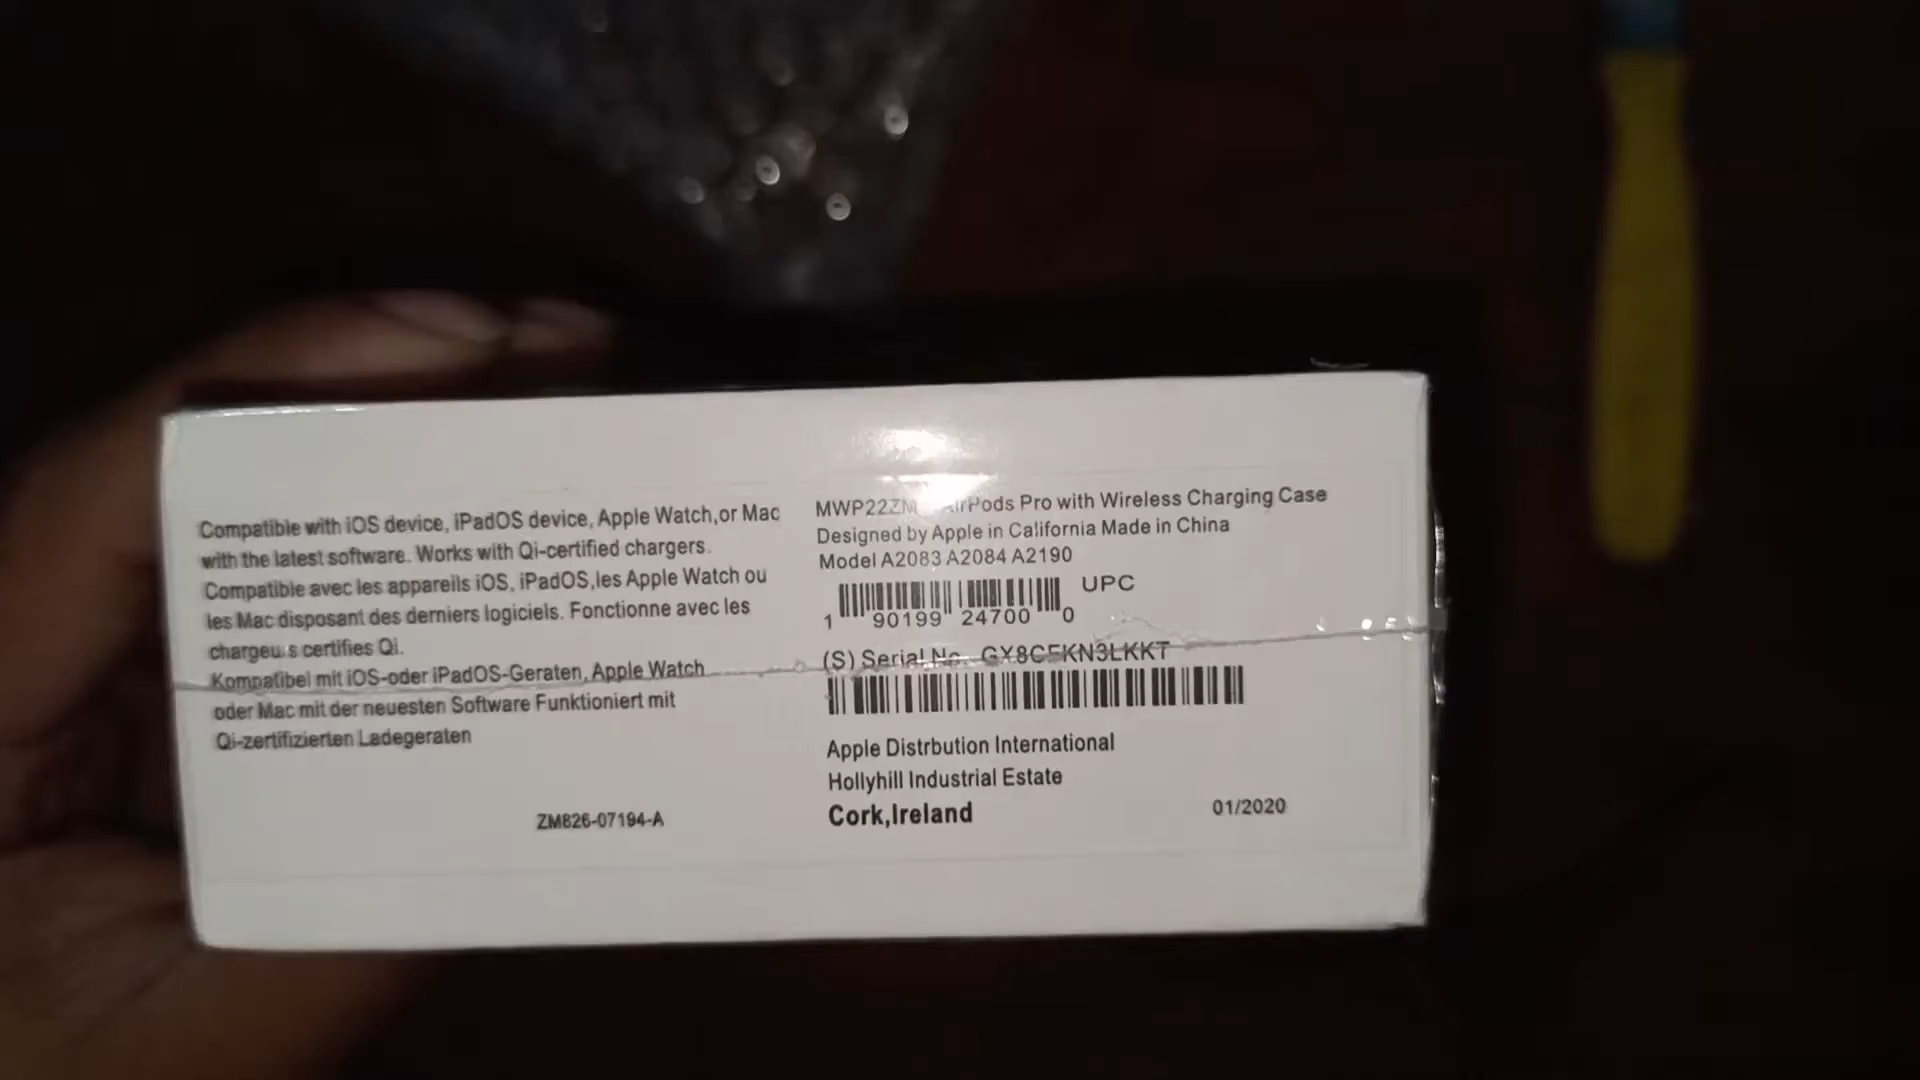 Compatible with iOS device, iPadOS device, Apple Watch,or Mac
with the latest software. Works with Qi-certified chargers.
Compatible avec les appareils iOS, iPadOS,les Apple Watch ou
les Mac disposant des derniers logiciels. Fonctionne avec les
chargeu s certifies Qi.
Kompatibel mit iOS-oder iPadOS-Geraten, Apple Watch
oder Mac mit der neuesten Software Funktioniert mit
Qi-zertifizierten Ladegeraten
ZM826-07194-A
Pro with Wireless Charging Case
Designed by Apple in California Made in China
Model A2083 A2084 A2190
UPC
1 90199 24700 0
(S) Serial No. GX8CFKN3LKKT
Apple Distrbution International
Hollyhill Industrial Estate
Cork,Ireland
01/2020